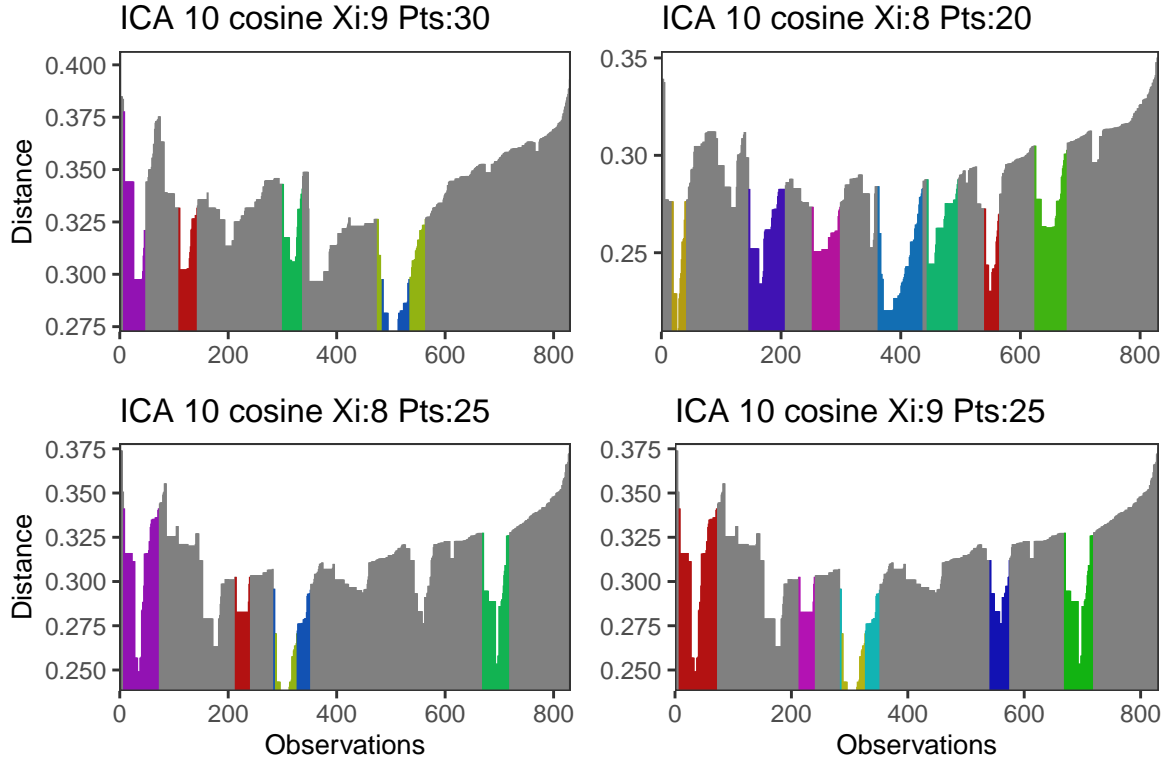 ICA 10 cosine Xi:9 Pts:30
ICA 10 cosine Xi:8 Pts:20
Distance
0.400
0.375
0.350
0.325
0.300
0.275
0 200 400 600 800
0.35
0.30
0.25
0 200 400 600 800
ICA 10 cosine Xi:8 Pts:25
ICA 10 cosine Xi:9 Pts:25
Distance
0.375
0.350
0.325
0.300
0.275
0.250
0 200 400 600 800
Observations
0.375
0.350
0.325
0.300
0.275
0.250
0 200 400 600 800
Observations